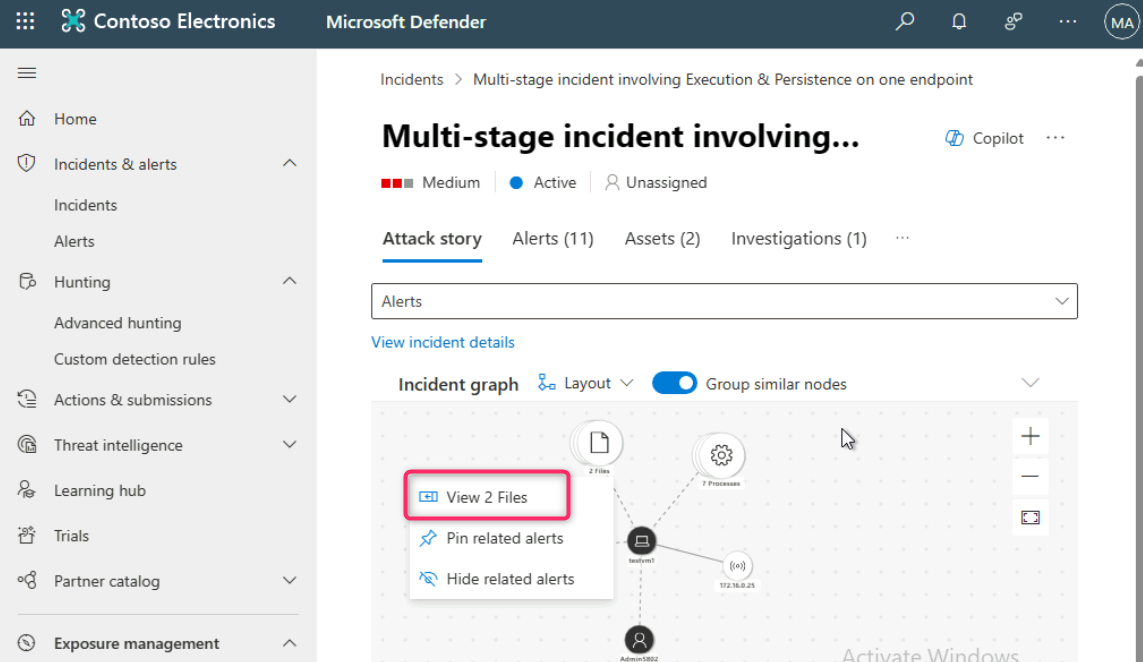 Contoso Electronics
Microsoft Defender
MA
Home
Incidents & alerts
Incidents
Alerts
Hunting
Advanced hunting
Custom detection rules
Actions & submissions
Threat intelligence
Learning hub
Trials
Partner catalog
Exposure management
Incidents > Multi-stage incident involving Execution & Persistence on one endpoint
Multi-stage incident involving...
Copilot
Medium
Active
Unassigned
Attack story
Alerts (11)
Assets (2)
Investigations (1)
Alerts
View incident details
Incident graph
Layout
Group similar nodes
2 Files
7 Processes
View 2 Files
Pin related alerts
Hide related alerts
testvm1
172.16.0.25
Admin5802
Activate Windows